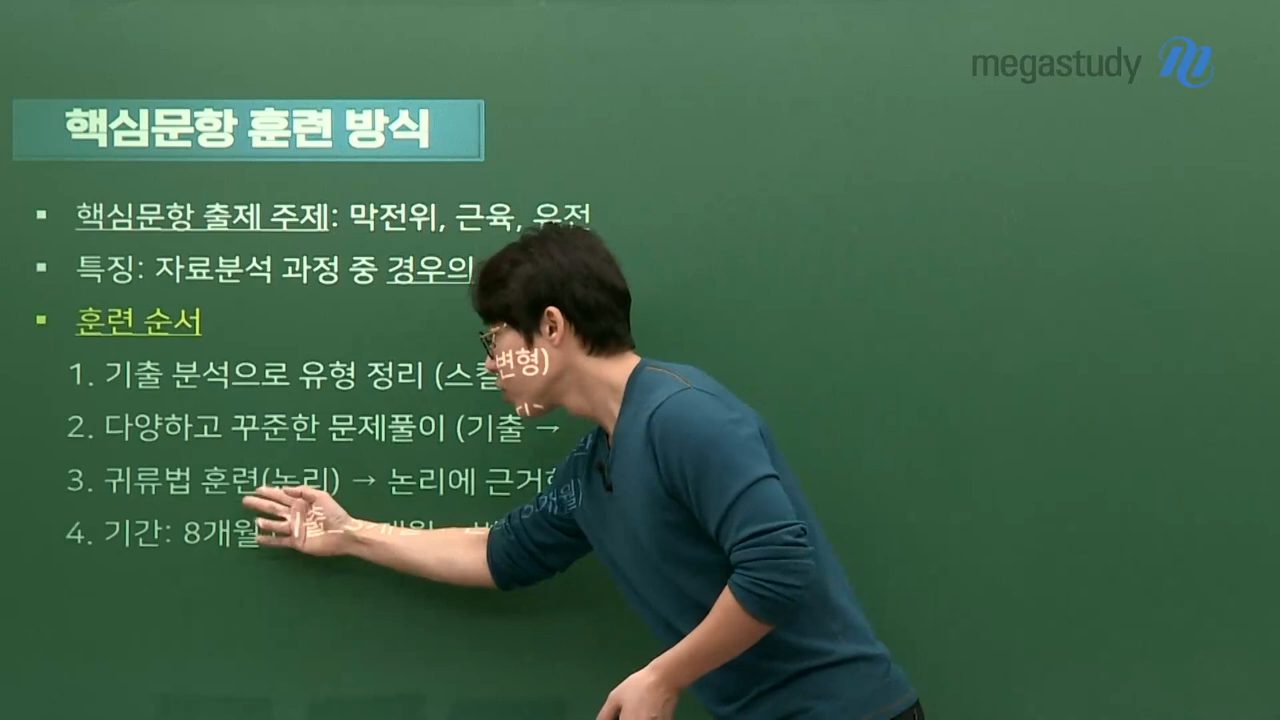 megastudy
핵심문항 훈련 방식
▪ 핵심문항 출제 주제: 막전위, 근육, 유전
▪ 특징: 자료분석 과정 중 경우의
▪ 훈련 순서
1. 기출 분석으로 유형 정리 (스킬 변형)
2. 다양하고 꾸준한 문제풀이 (기출 →
3. 귀류법 훈련(논리) → 논리에 근거한
4. 기간: 8개월